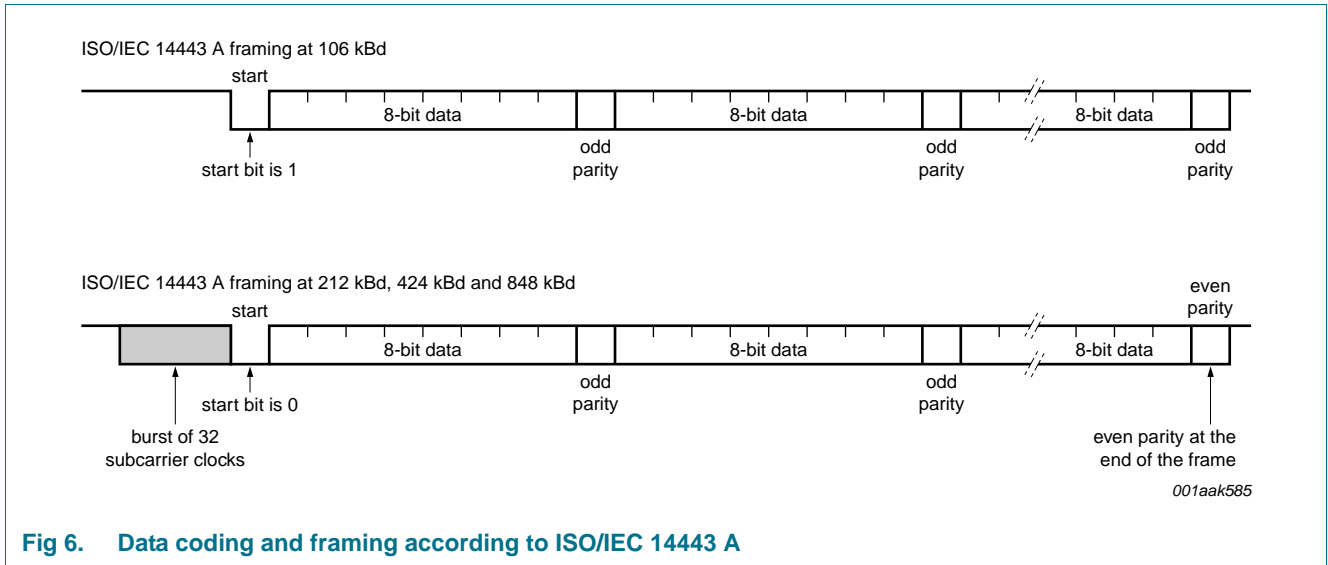 ISO/IEC 14443 A framing at 106 kBd
start
8-bit data
8-bit data
8-bit data
start bit is 1
odd
parity
odd
parity
odd
parity
ISO/IEC 14443 A framing at 212 kBd, 424 kBd and 848 kBd
start
even
parity
8-bit data
8-bit data
8-bit data
start bit is 0
odd
parity
odd
parity
burst of 32
subcarrier clocks
even parity at the
end of the frame
001aak585
Fig 6. Data coding and framing according to ISO/IEC 14443 A